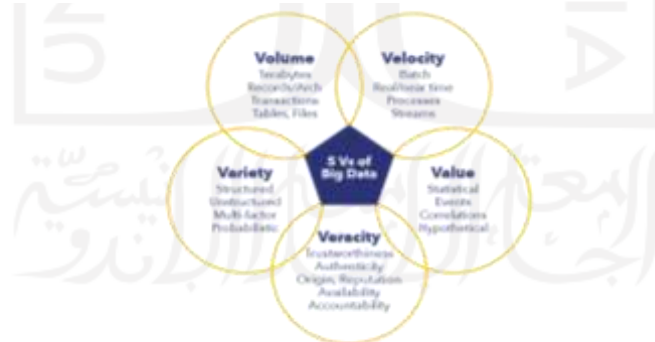 Volume
Terabytes
Records/Arch
Transactions
Tables, Files
Velocity
Batch
Real/near time
Processes
Streams
5 Vs of
Big Data
Variety
Structured
Unstructured
Multi-factor
Probabilistic
Value
Statistical
Events
Correlations
Hypothetical
Veracity
Trustworthiness
Authenticity
Origin, Reputation
Availability
Accountability